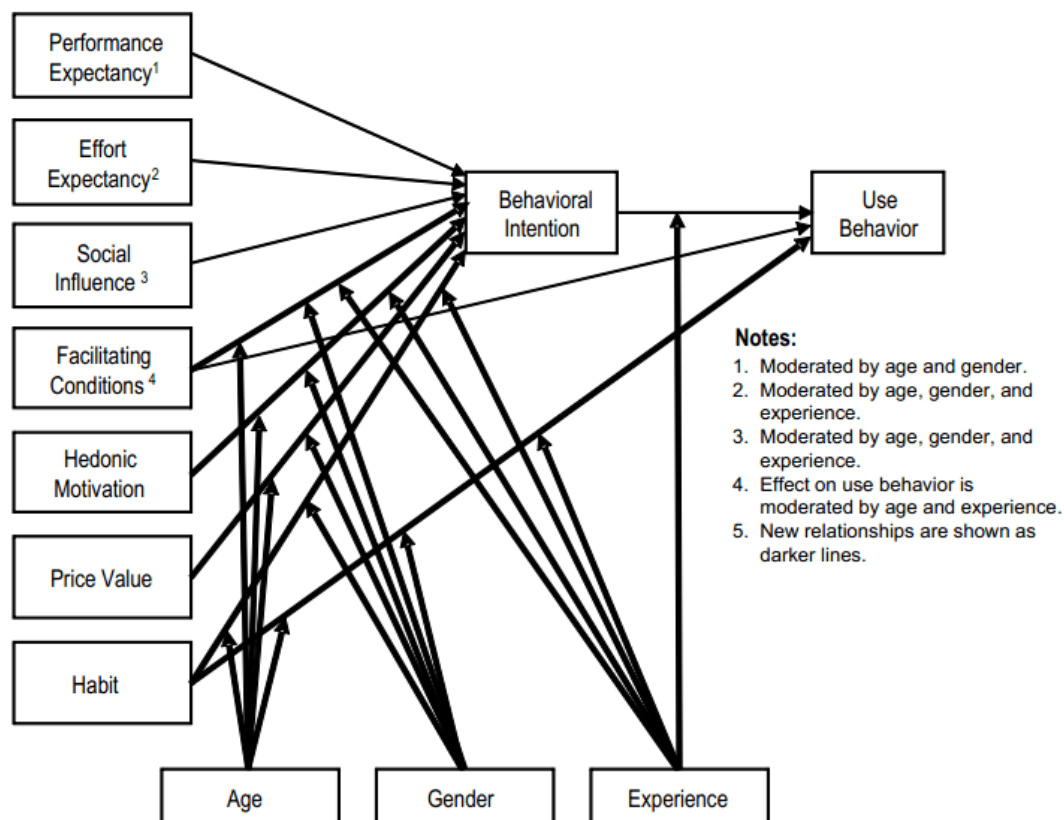 Performance
Expectancy¹
Effort
Expectancy²
Social
Influence ³
Facilitating
Conditions ⁴
Hedonic
Motivation
Price Value
Habit
Behavioral
Intention
Use
Behavior
Notes:
1. Moderated by age and gender.
2. Moderated by age, gender, and
experience.
3. Moderated by age, gender, and
experience.
4. Effect on use behavior is
moderated by age and experience.
5. New relationships are shown as
darker lines.
Age
Gender
Experience